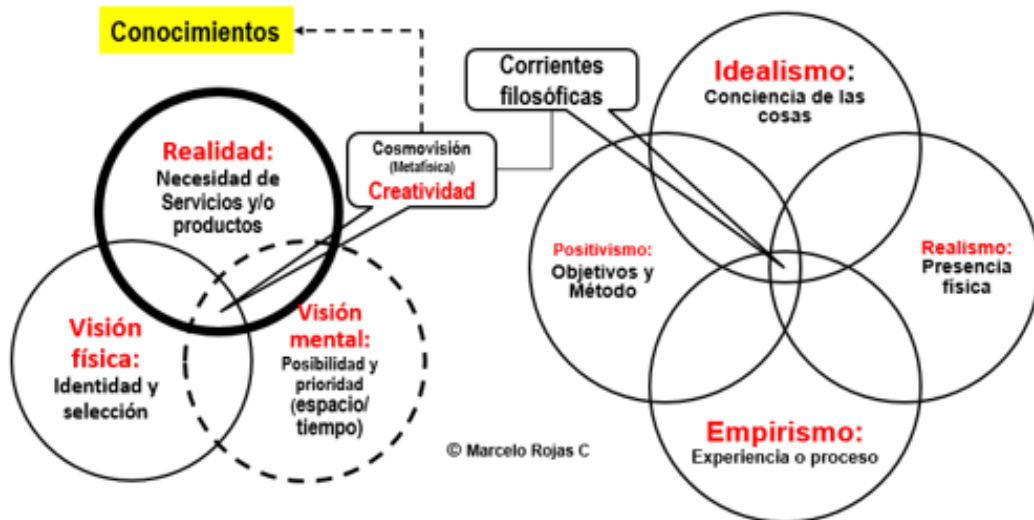 Conocimientos
Realidad:
Necesidad de
Servicios y/o
productos
Visión
física:
Identidad y
selección
Visión
mental:
Posibilidad y
prioridad
(espacio/
tiempo)
Cosmovisión
(Metafísica)
Creatividad
Corrientes
filosóficas
Idealismo:
Conciencia de las
cosas
Positivismo:
Objetivos y
Método
Realismo:
Presencia
física
Empirismo:
Experiencia o proceso
© Marcelo Rojas C